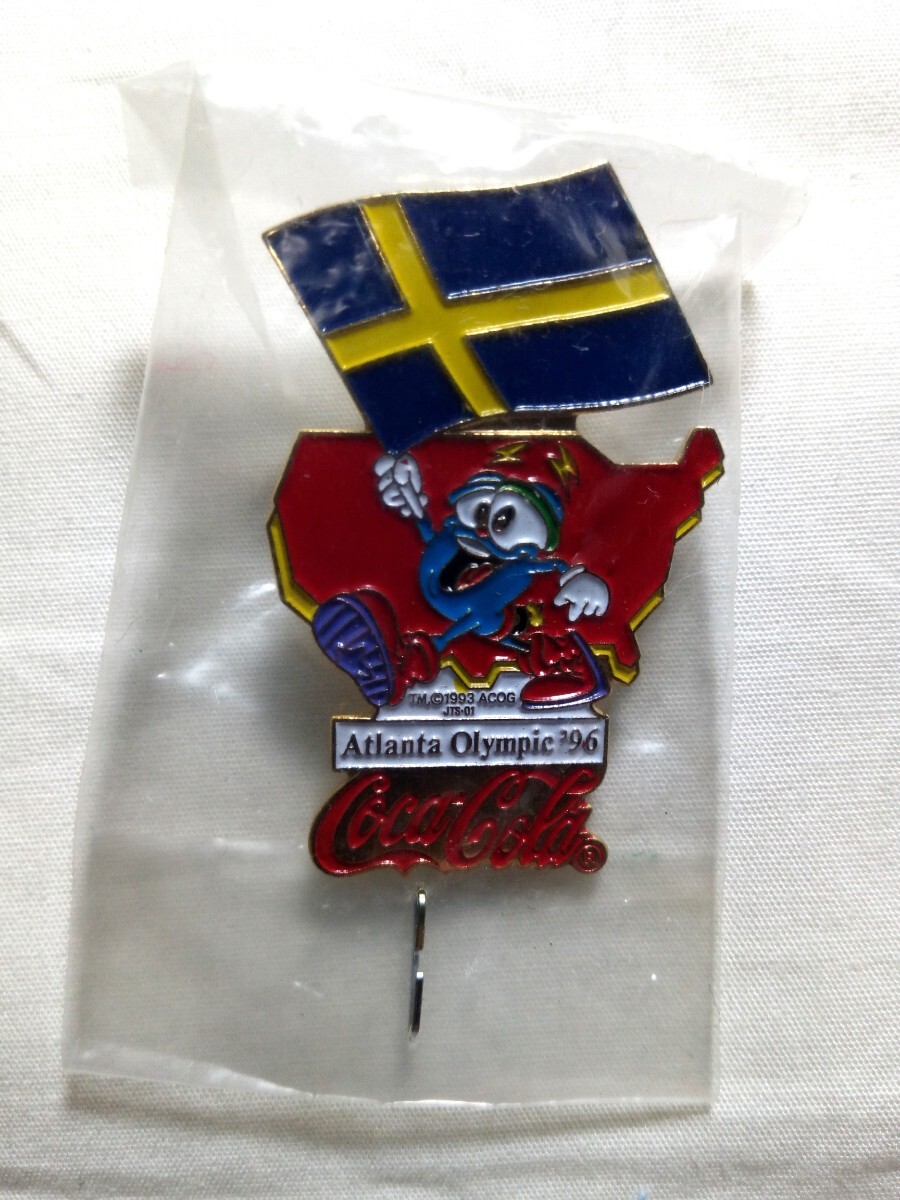 TM,©1993 ACOG
JTS-01
Atlanta Olympic '96
Coca-Cola®